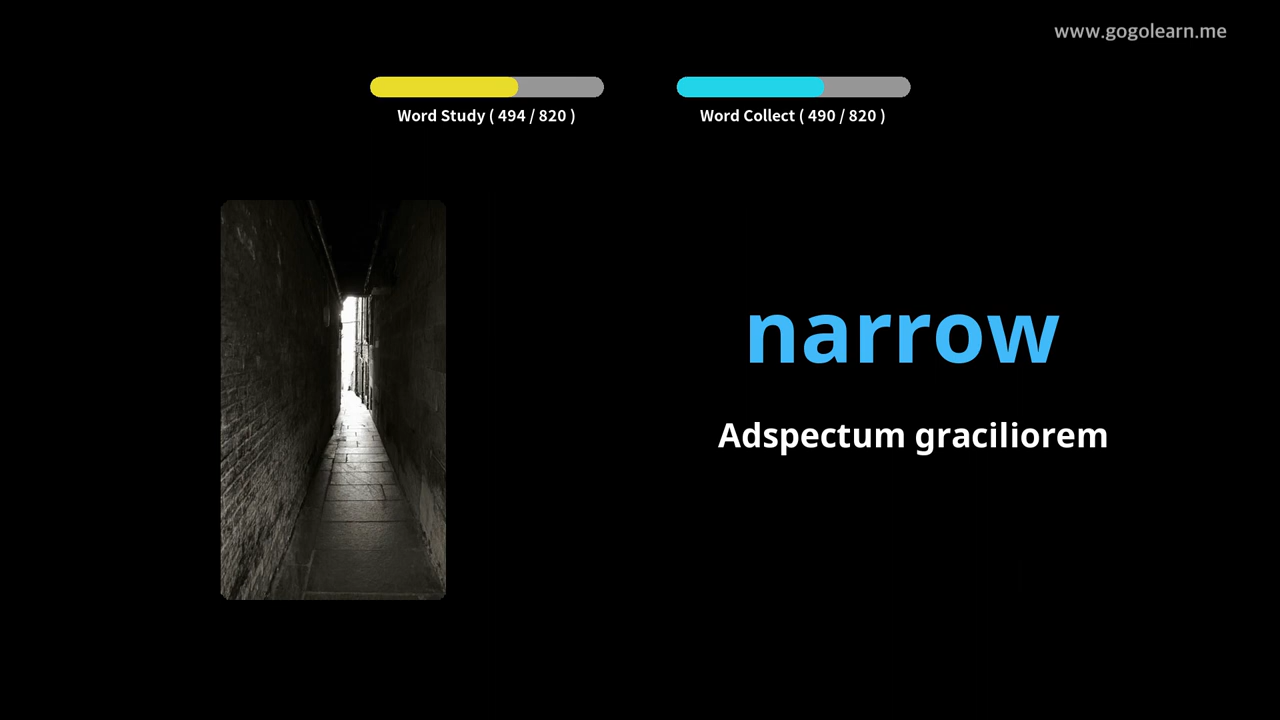 www.gogolearn.me
Word Study ( 494 / 820 )
Word Collect ( 490 / 820 )
narrow
Adspectum graciliorem